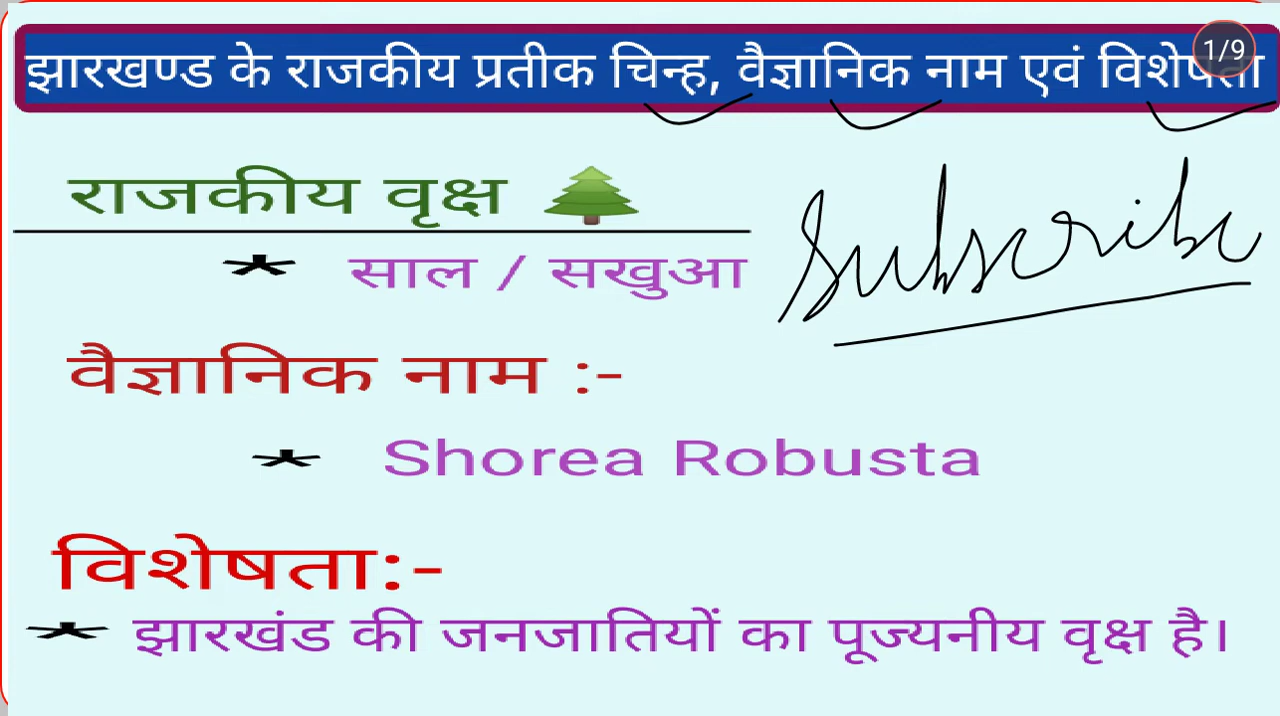 झारखण्ड के राजकीय प्रतीक चिन्ह, वैज्ञानिक नाम एवं विशेषता
1/9
राजकीय वृक्ष 🌲
* साल / सखुआ
Subscribe
वैज्ञानिक नाम :-
* Shorea Robusta
विशेषता:-
* झारखंड की जनजातियों का पूज्यनीय वृक्ष है।